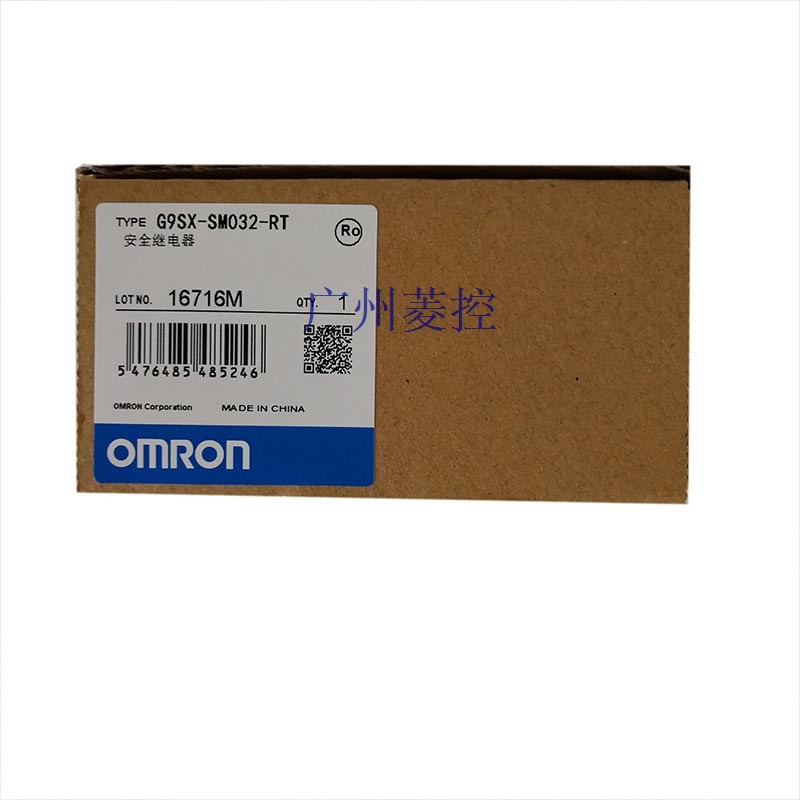 TYPE G9SX-SM032-RT
安全继电器
Ro
LOT NO. 16716M QTY. 1
广州菱控
5 476485 485246
OMRON Corporation MADE IN CHINA
OMRON